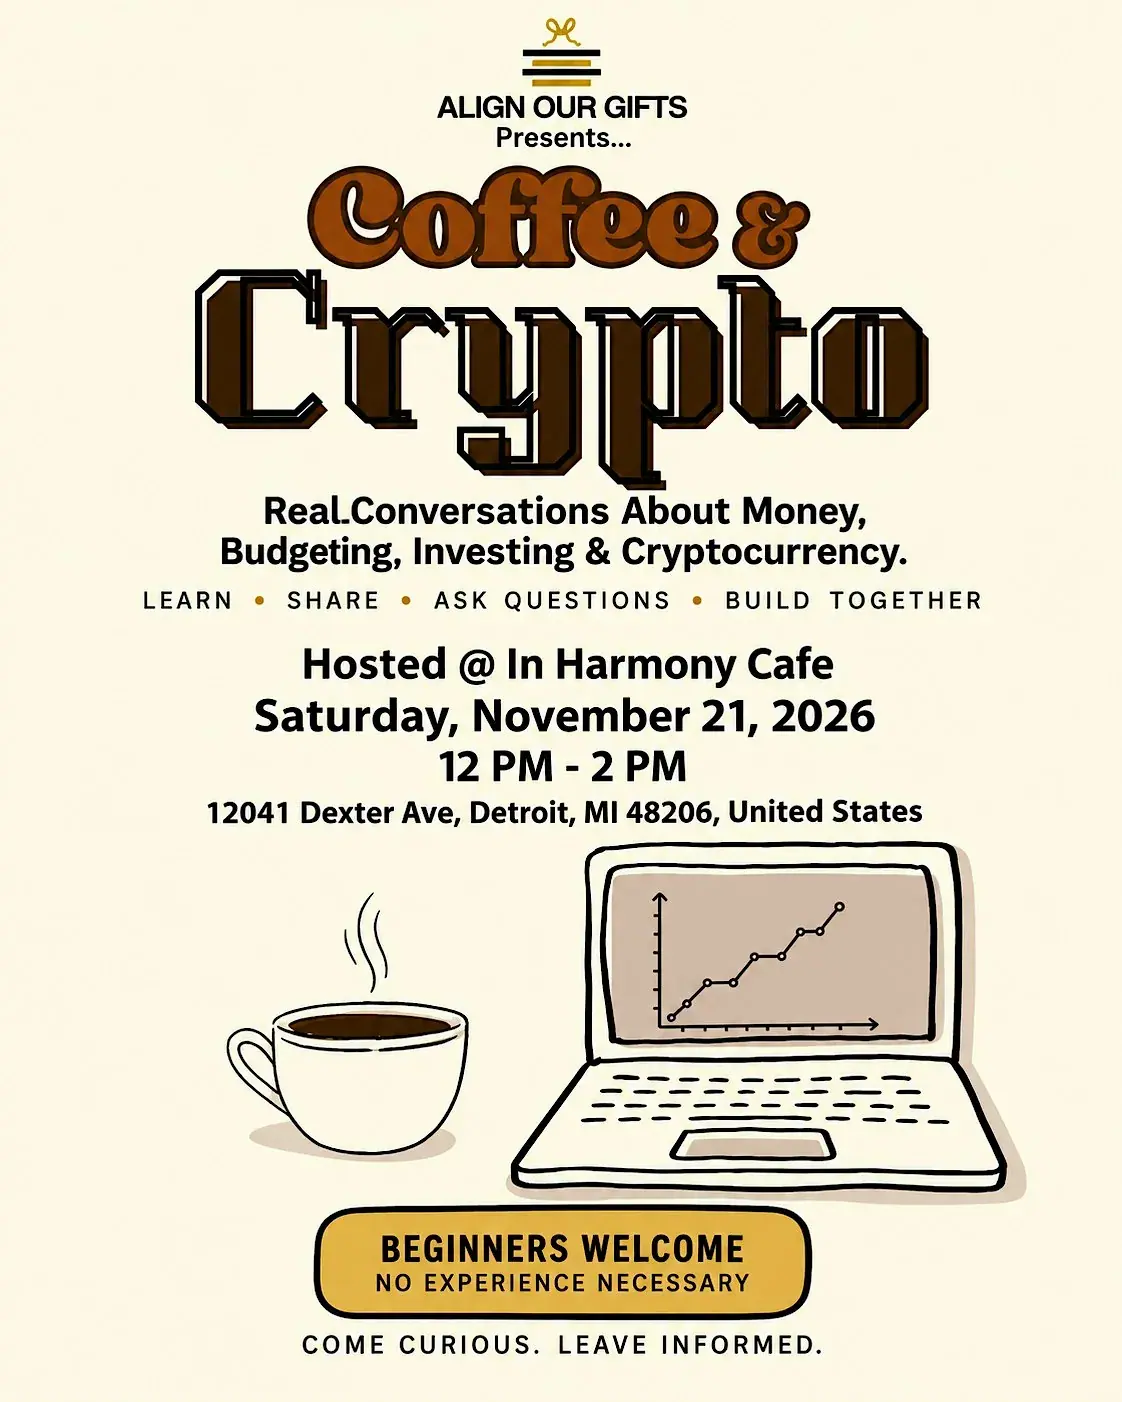 ALIGN OUR GIFTS
Presents...
Coffee &
Crypto
Real.Conversations About Money,
Budgeting, Investing & Cryptocurrency.
LEARN • SHARE • ASK QUESTIONS • BUILD TOGETHER
Hosted @ In Harmony Cafe
Saturday, November 21, 2026
12 PM - 2 PM
12041 Dexter Ave, Detroit, MI 48206, United States
BEGINNERS WELCOME
NO EXPERIENCE NECESSARY
COME CURIOUS. LEAVE INFORMED.